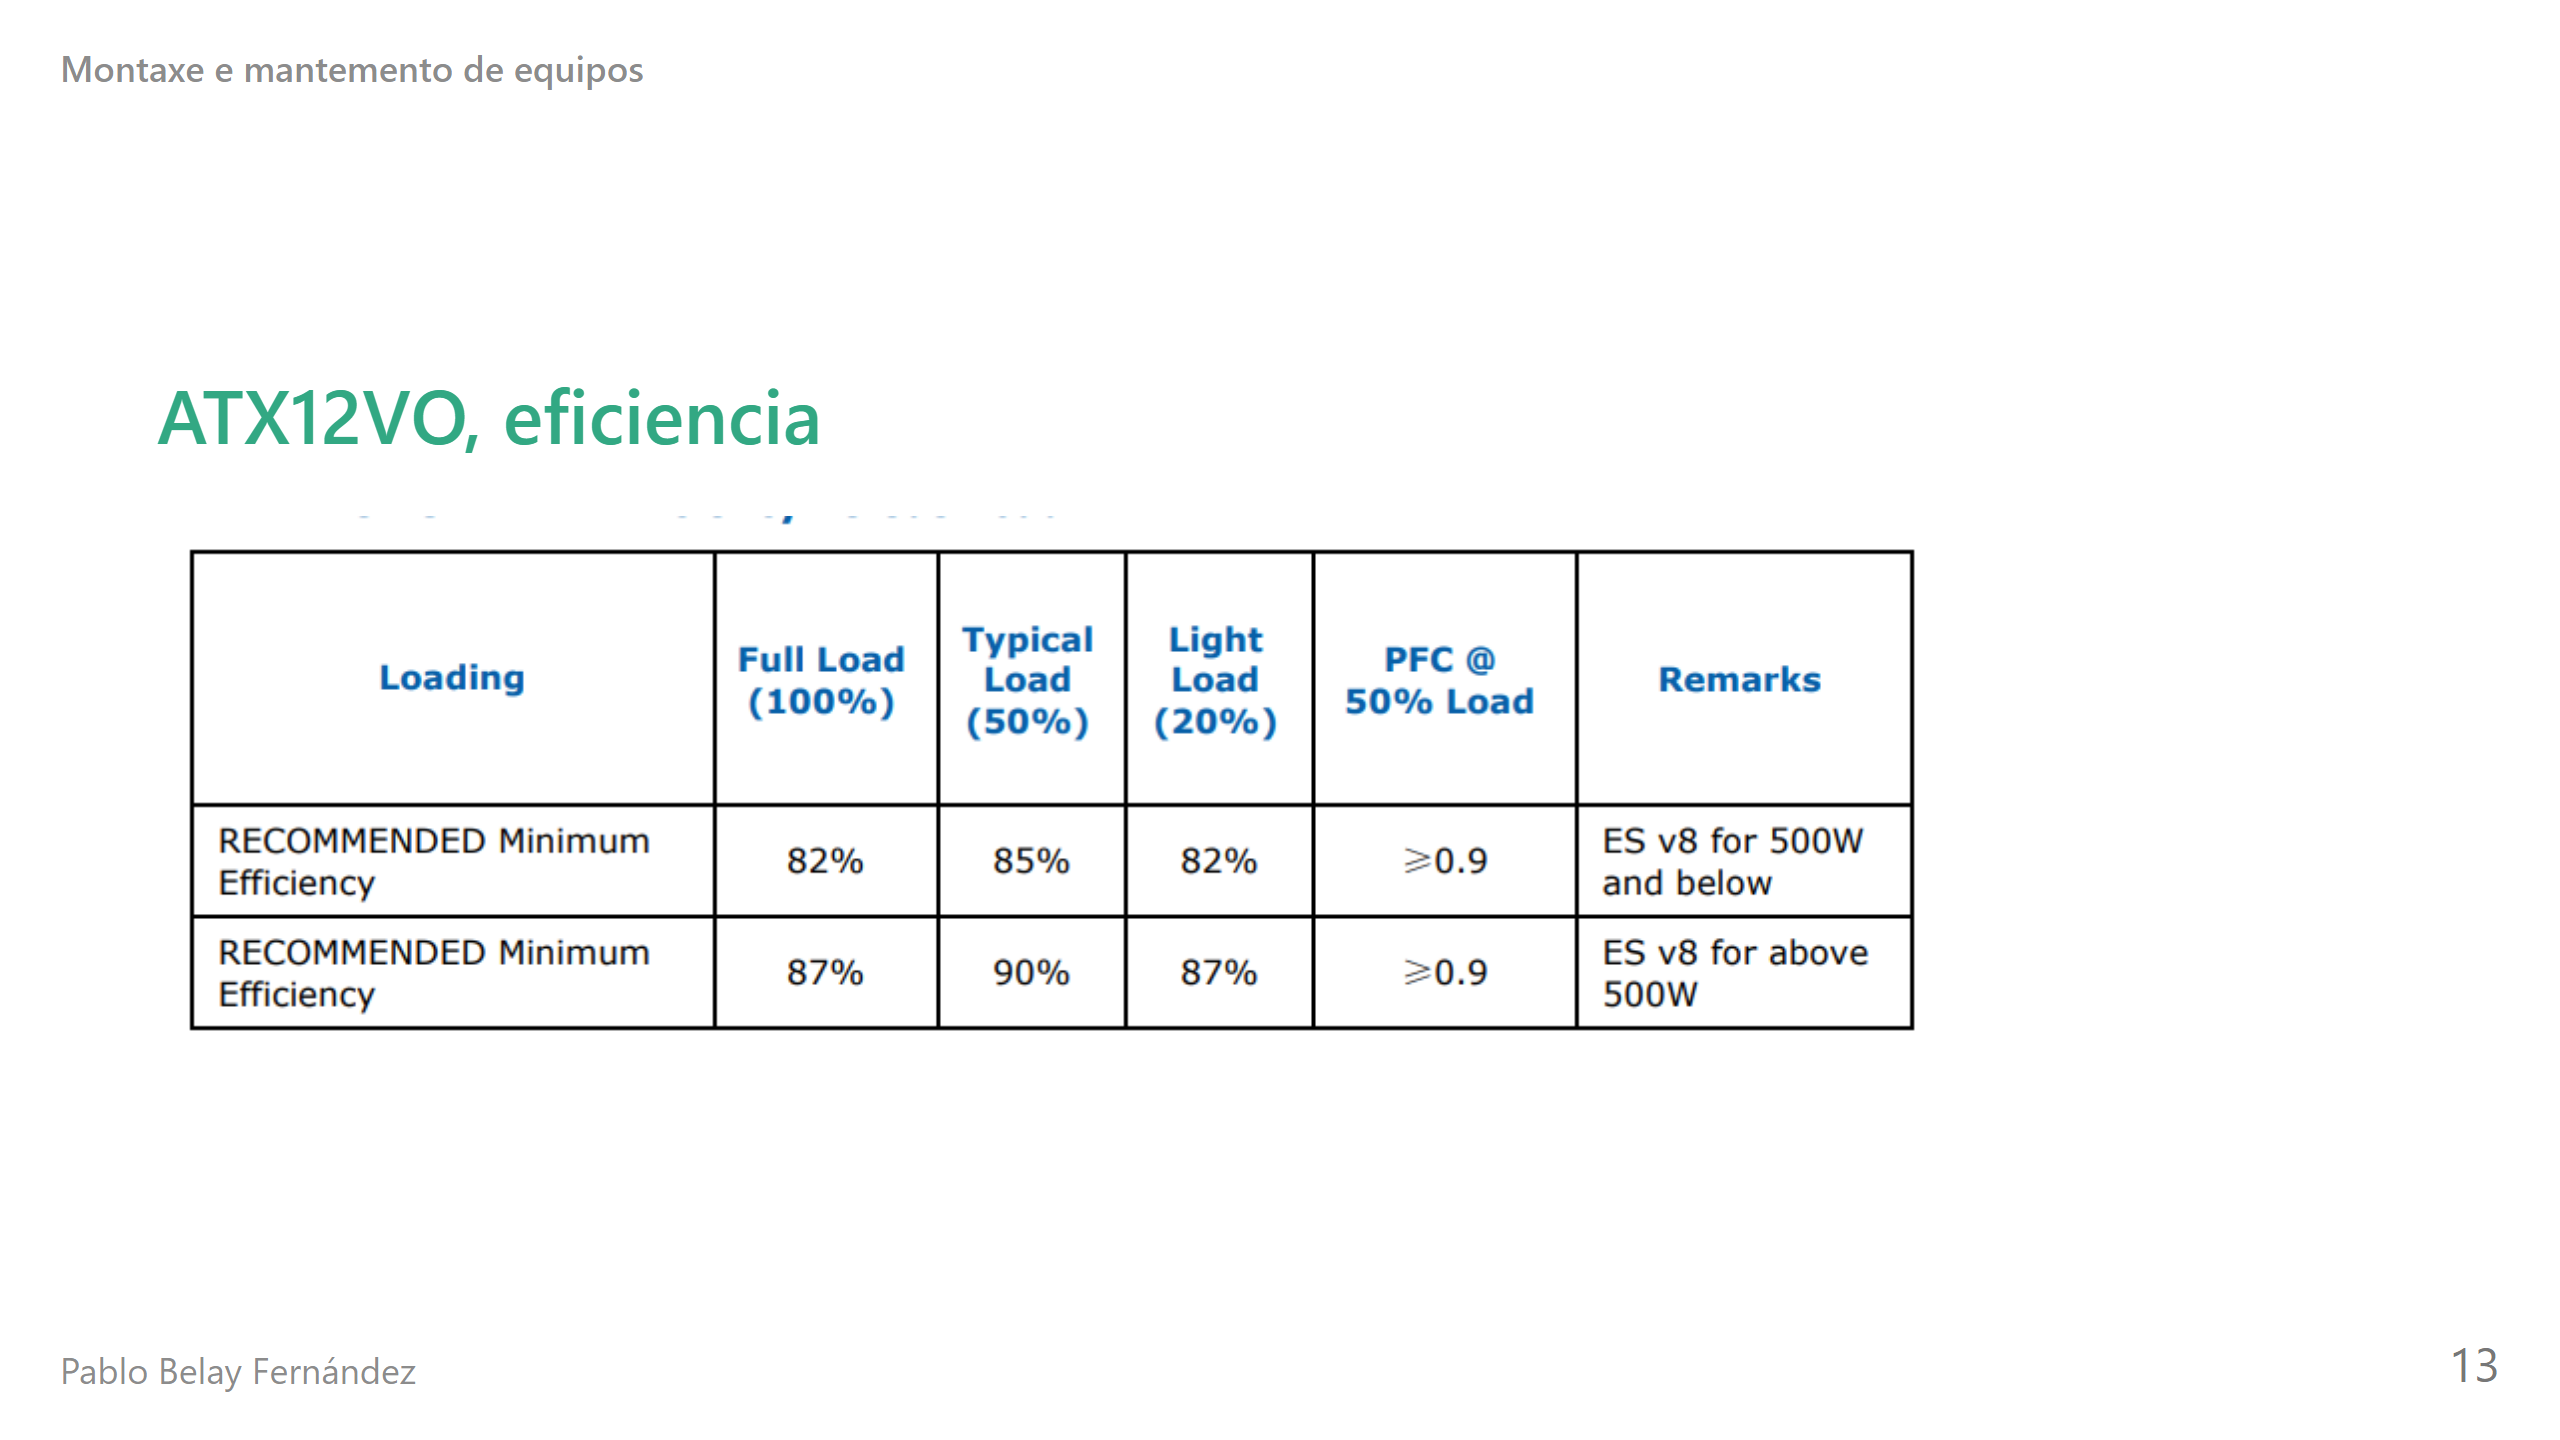 Montaxe e mantemento de equipos
ATX12VO, eficiencia
Loading
Full Load
(100%)
Typical
Load
(50%)
Light
Load
(20%)
PFC @
50% Load
Remarks
RECOMMENDED Minimum
Efficiency
82%
85%
82%
⩾0.9
ES v8 for 500W
and below
RECOMMENDED Minimum
Efficiency
87%
90%
87%
⩾0.9
ES v8 for above
500W
Pablo Belay Fernández
13